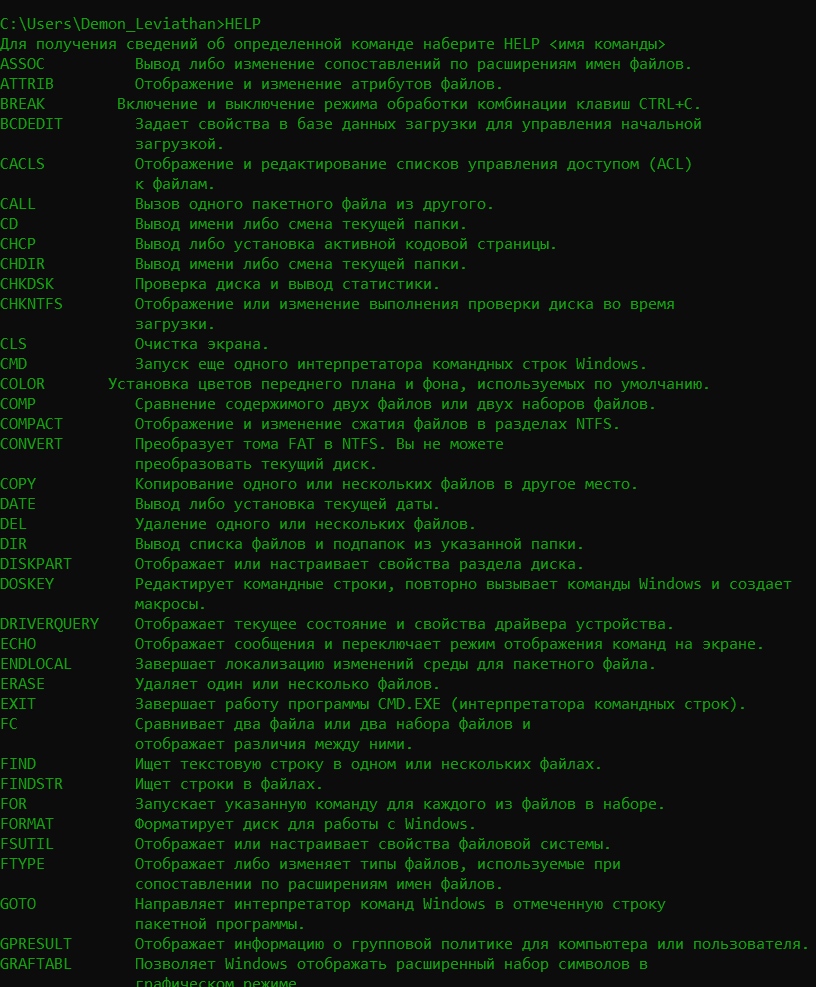 C:\Users\Demon_Leviathan>HELP
Для получения сведений об определенной команде наберите HELP <имя команды>
ASSOC          Вывод либо изменение сопоставлений по расширениям имен файлов.
ATTRIB         Отображение и изменение атрибутов файлов.
BREAK        Включение и выключение режима обработки комбинации клавиш CTRL+C.
BCDEDIT        Задает свойства в базе данных загрузки для управления начальной
               загрузкой.
CACLS          Отображение и редактирование списков управления доступом (ACL)
               к файлам.
CALL           Вызов одного пакетного файла из другого.
CD             Вывод имени либо смена текущей папки.
CHCP           Вывод либо установка активной кодовой страницы.
CHDIR          Вывод имени либо смена текущей папки.
CHKDSK         Проверка диска и вывод статистики.
CHKNTFS        Отображение или изменение выполнения проверки диска во время
               загрузки.
CLS            Очистка экрана.
CMD            Запуск еще одного интерпретатора командных строк Windows.
COLOR       Установка цветов переднего плана и фона, используемых по умолчанию.
COMP           Сравнение содержимого двух файлов или двух наборов файлов.
COMPACT        Отображение и изменение сжатия файлов в разделах NTFS.
CONVERT        Преобразует тома FAT в NTFS. Вы не можете
               преобразовать текущий диск.
COPY           Копирование одного или нескольких файлов в другое место.
DATE           Вывод либо установка текущей даты.
DEL            Удаление одного или нескольких файлов.
DIR            Вывод списка файлов и подпапок из указанной папки.
DISKPART       Отображает или настраивает свойства раздела диска.
DOSKEY         Редактирует командные строки, повторно вызывает команды Windows и создает
               макросы.
DRIVERQUERY    Отображает текущее состояние и свойства драйвера устройства.
ECHO           Отображает сообщения и переключает режим отображения команд на экране.
ENDLOCAL       Завершает локализацию изменений среды для пакетного файла.
ERASE          Удаляет один или несколько файлов.
EXIT           Завершает работу программы CMD.EXE (интерпретатора командных строк).
FC             Сравнивает два файла или два набора файлов и
               отображает различия между ними.
FIND           Ищет текстовую строку в одном или нескольких файлах.
FINDSTR        Ищет строки в файлах.
FOR            Запускает указанную команду для каждого из файлов в наборе.
FORMAT         Форматирует диск для работы с Windows.
FSUTIL         Отображает или настраивает свойства файловой системы.
FTYPE          Отображает либо изменяет типы файлов, используемые при
               сопоставлении по расширениям имен файлов.
GOTO           Направляет интерпретатор команд Windows в отмеченную строку
               пакетной программы.
GPRESULT       Отображает информацию о групповой политике для компьютера или пользователя.
GRAFTABL       Позволяет Windows отображать расширенный набор символов в
               графическом режиме